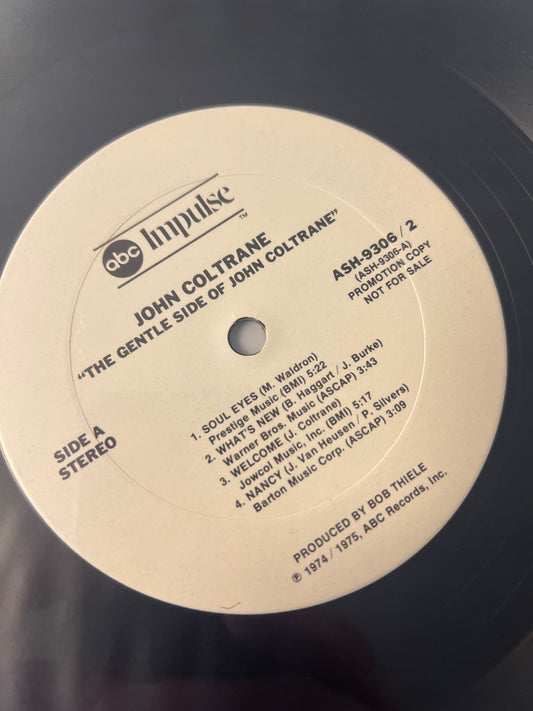 abc Impulse TM
JOHN COLTRANE
"THE GENTLE SIDE OF JOHN COLTRANE"
ASH-9306 / 2
(ASH-9306-A)
PROMOTION COPY
NOT FOR SALE
SIDE A
STEREO
1. SOUL EYES (M. Waldron)
Prestige Music (BMI) 5:22
2. WHAT'S NEW (B. Haggart / J. Burke)
Warner Bros. Music (ASCAP) 3:43
3. WELCOME (J. Coltrane)
Jowcol Music, Inc. (BMI) 5:17
4. NANCY (J. Van Heusen / P. Silvers)
Barton Music Corp. (ASCAP) 3:09
PRODUCED BY BOB THIELE
℗ 1974 / 1975, ABC Records, Inc.